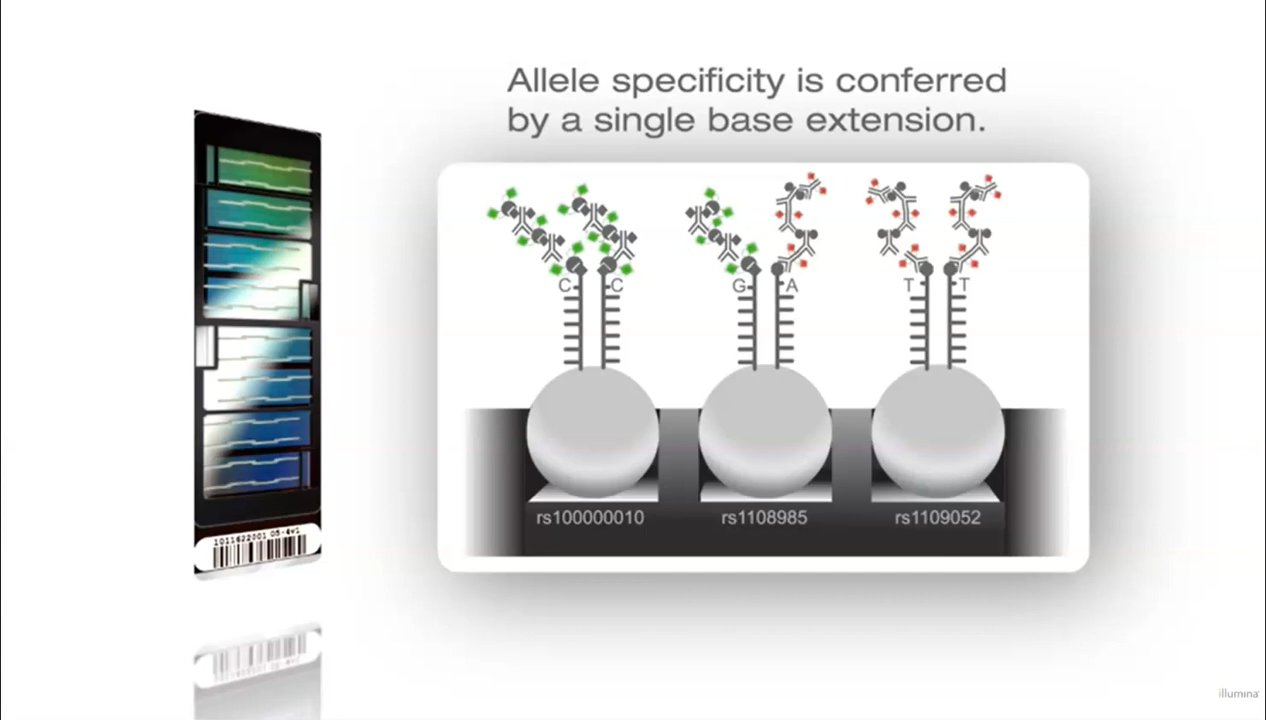 Allele specificity is conferred
by a single base extension.
C C G A T T
rs100000010 rs1108985 rs1109052
illumina